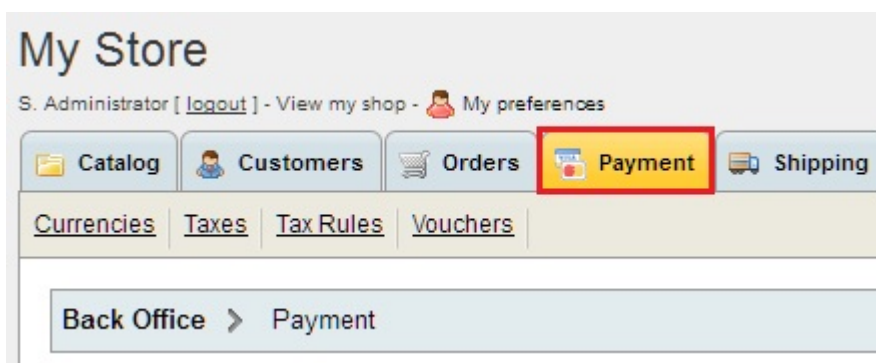 My Store
S. Administrator [ logout ] - View my shop - My preferences
Catalog Customers Orders Payment Shipping
Currencies Taxes Tax Rules Vouchers
Back Office > Payment